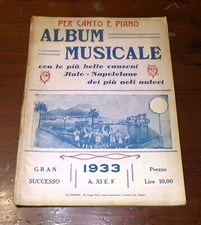 PER CANTO E PIANO
ALBUM
MUSICALE
con le più belle canzoni
Italo - Napoletane
dei più noti autori
GRAN
SUCCESSO
1933
A. XI E. F.
Prezzo
Lire 10,00